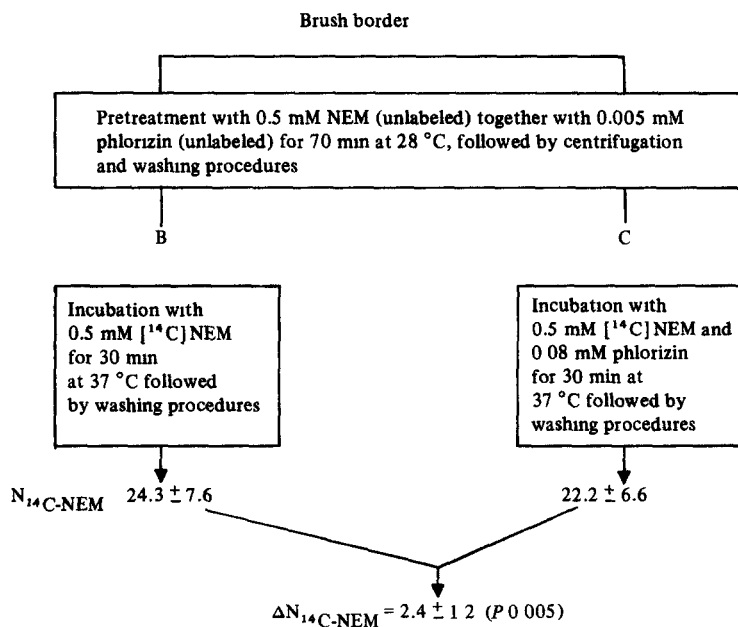 Brush border
Pretreatment with 0.5 mM NEM (unlabeled) together with 0.005 mM
phlorizin (unlabeled) for 70 min at 28 °C, followed by centrifugation
and washing procedures
B
C
Incubation with
0.5 mM [¹⁴C] NEM
for 30 min
at 37 °C followed
by washing procedures
Incubation with
0.5 mM [¹⁴C] NEM and
0 08 mM phlorizin
for 30 min at
37 °C followed by
washing procedures
N₁₄C-NEM 24.3 ± 7.6
22.2 ± 6.6
ΔN₁₄C-NEM = 2.4 ± 1 2 (P 0 005)